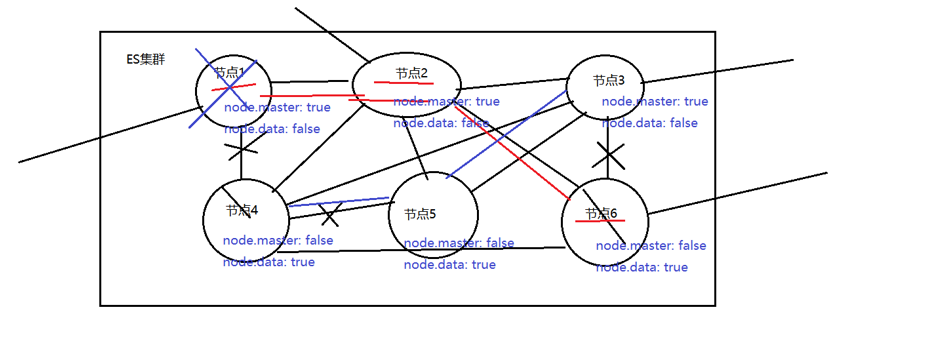 ES集群
节点1
node.master: true
node.data: false
节点2
node.master: true
node.data: false
节点3
node.master: true
node.data: false
节点4
node.master: false
node.data: true
节点5
node.master: false
node.data: true
节点6
node.master: false
node.data: true